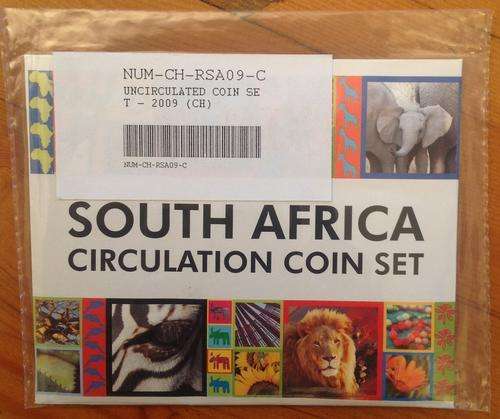 NUM-CH-RSA09-C
UNCIRCULATED COIN SE
T - 2009 (CH)
NUM-CH-RSA09-C
SOUTH AFRICA
CIRCULATION COIN SET